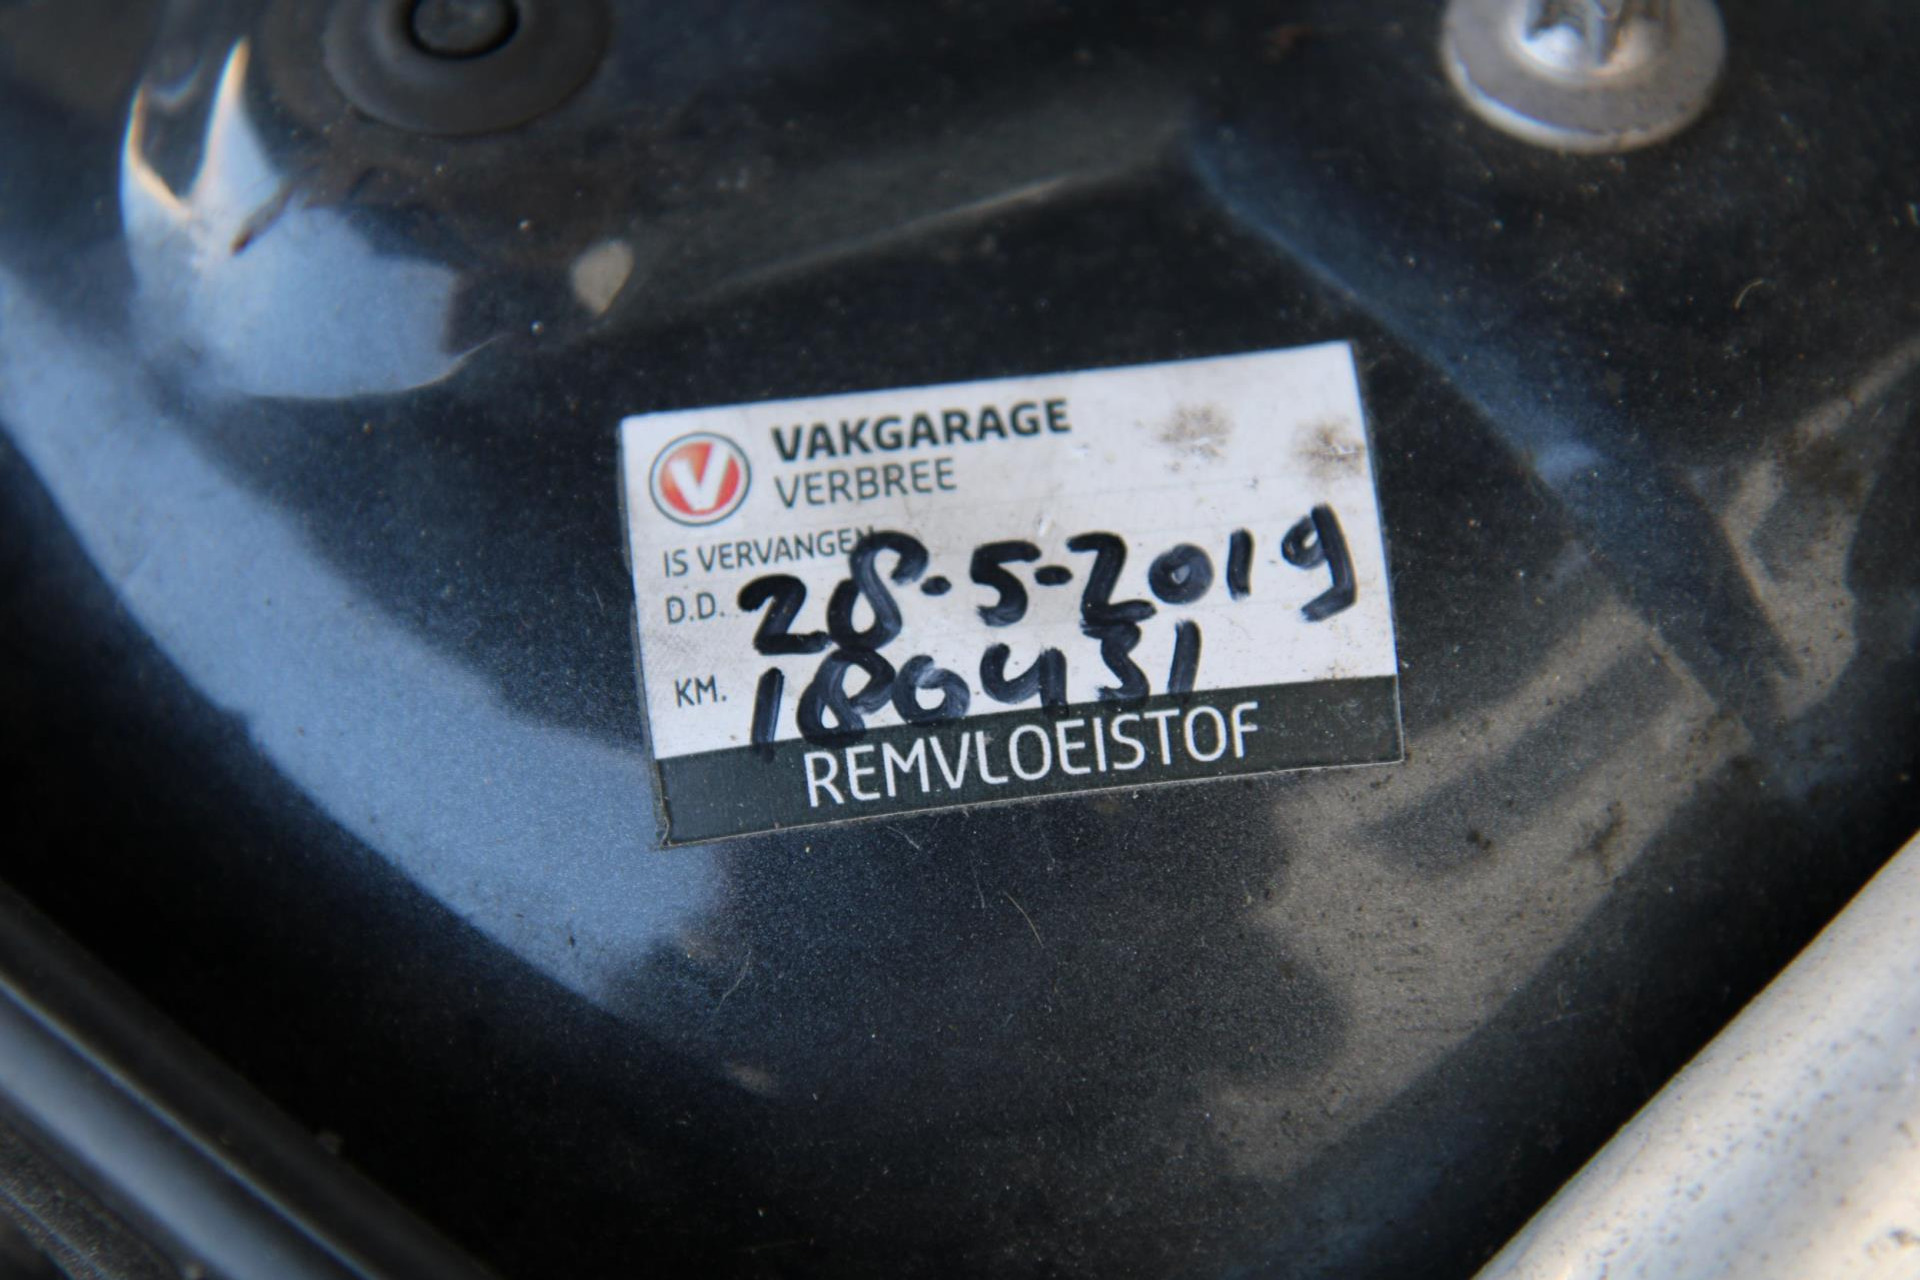 VAKGARAGE
VERBREE
IS VERVANGEN
D.D. 28-5-2019
KM. 180431
REMVLOEISTOF